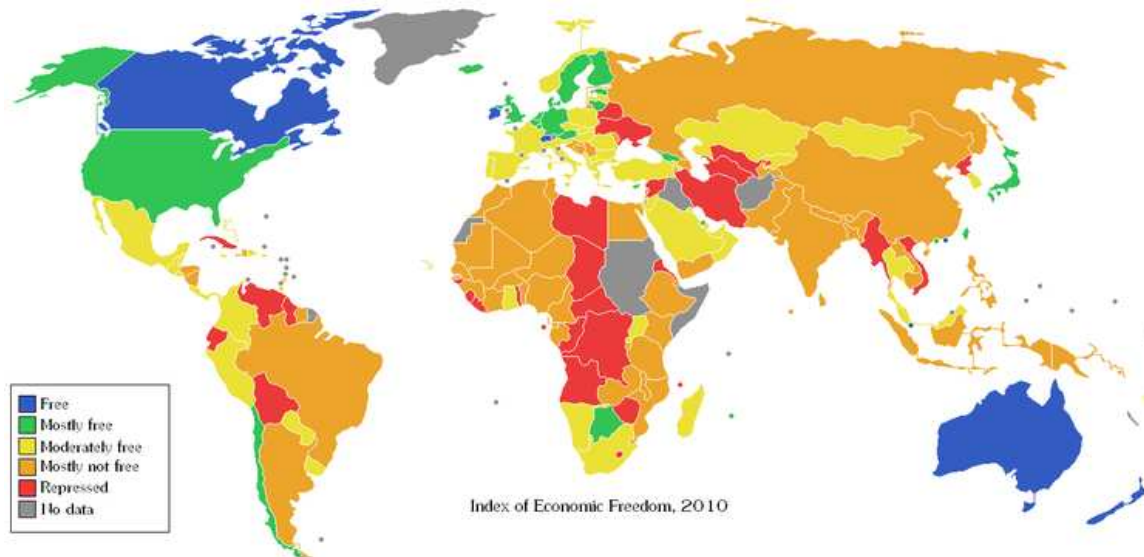 Free
Mostly free
Moderately free
Mostly not free
Repressed
No data
Index of Economic Freedom, 2010